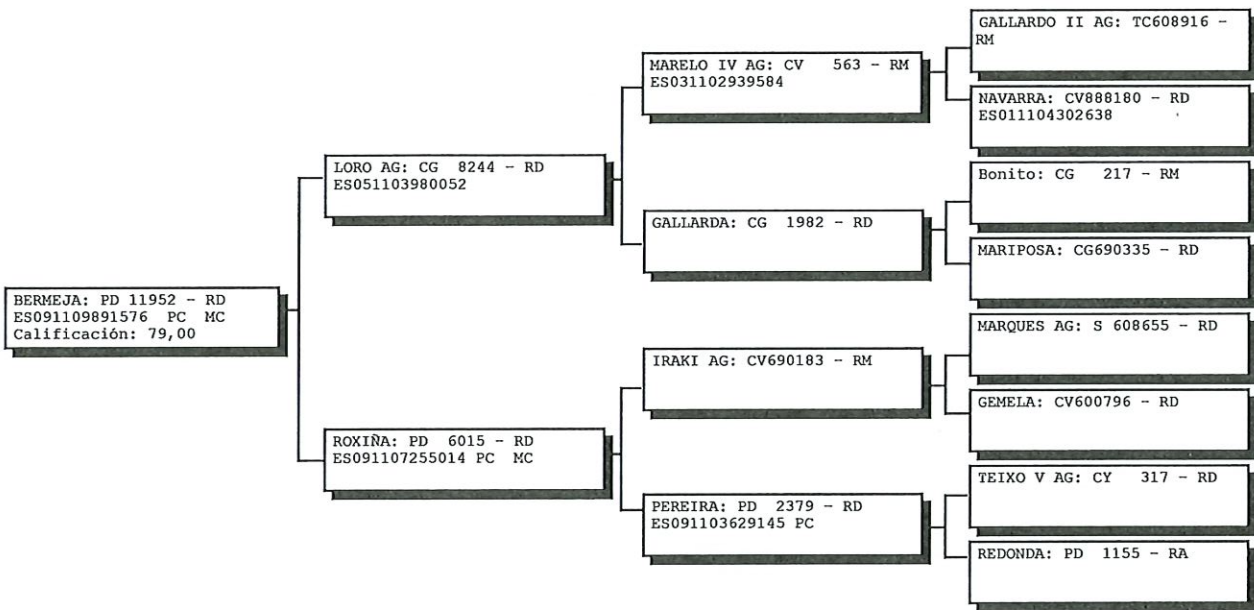 BERMEJA: PD 11952 - RD
ES091109891576 PC MC
Calificación: 79,00
LORO AG: CG 8244 - RD
ES051103980052
ROXIÑA: PD 6015 - RD
ES091107255014 PC MC
MARELO IV AG: CV 563 - RM
ES031102939584
GALLARDA: CG 1982 - RD
IRAKI AG: CV690183 - RM
PEREIRA: PD 2379 - RD
ES091103629145 PC
GALLARDO II AG: TC608916 -
RM
NAVARRA: CV888180 - RD
ES011104302638
Bonito: CG 217 - RM
MARIPOSA: CG690335 - RD
MARQUES AG: S 608655 - RD
GEMELA: CV600796 - RD
TEIXO V AG: CY 317 - RD
REDONDA: PD 1155 - RA